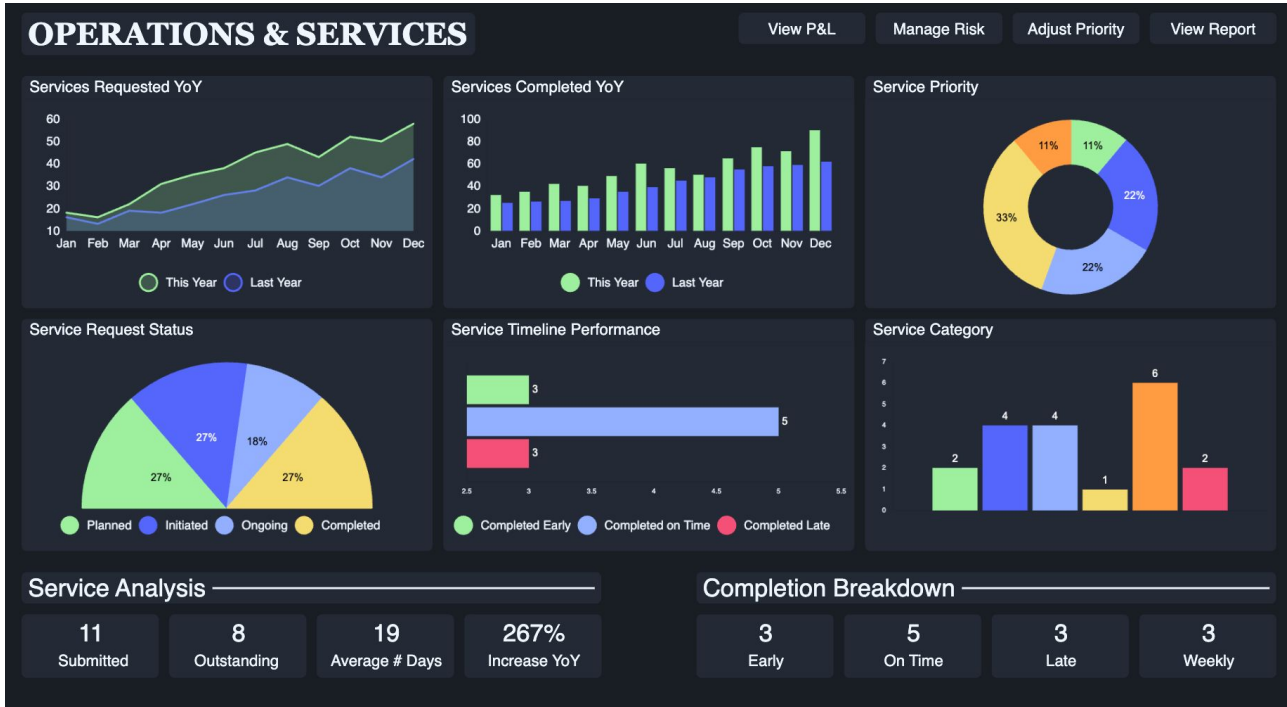 OPERATIONS & SERVICES
View P&L
Manage Risk
Adjust Priority
View Report
Services Requested YoY
60
50
40
30
20
10
Jan Feb Mar Apr May Jun Jul Aug Sep Oct Nov Dec
This Year Last Year
Services Completed YoY
100
80
60
40
20
0
Jan Feb Mar Apr May Jun Jul Aug Sep Oct Nov Dec
This Year Last Year
Service Priority
11% 11%
22%
33%
22%
Service Request Status
27%
18%
27%
27%
Planned Initiated Ongoing Completed
Service Timeline Performance
3
5
3
2.5 3 3.5 4 4.5 5 5.5
Completed Early Completed on Time Completed Late
Service Category
7
6
5
4
3
2
1
0
2 4 4 1 6 2
Service Analysis
11
Submitted
8
Outstanding
19
Average # Days
267%
Increase YoY
Completion Breakdown
3
Early
5
On Time
3
Late
3
Weekly